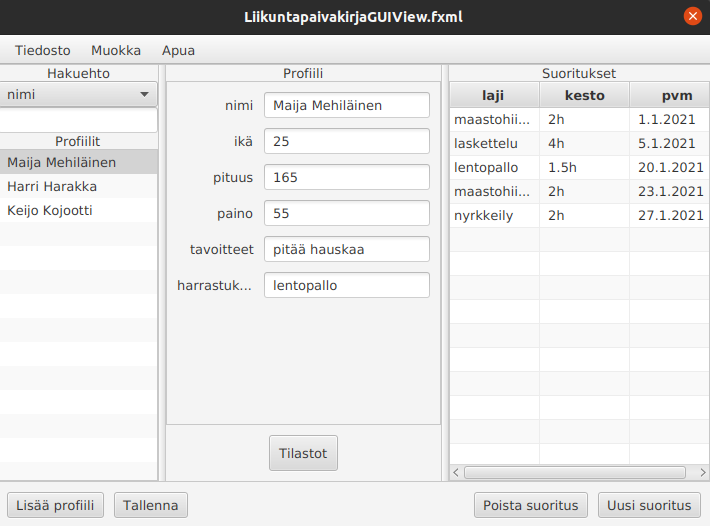 LiikuntapaivakirjaGUIView.fxml
Tiedosto Muokka Apua
Hakuehto
nimi
Profiilit
Maija Mehiläinen
Harri Harakka
Keijo Kojootti
Profiili
nimi Maija Mehiläinen
ikä 25
pituus 165
paino 55
tavoitteet pitää hauskaa
harrastuk... lentopallo
Tilastot
Suoritukset
laji kesto pvm
maastohii... 2h 1.1.2021
laskettelu 4h 5.1.2021
lentopallo 1.5h 20.1.2021
maastohii... 2h 23.1.2021
nyrkkeily 2h 27.1.2021
Lisää profiili Tallenna Poista suoritus Uusi suoritus